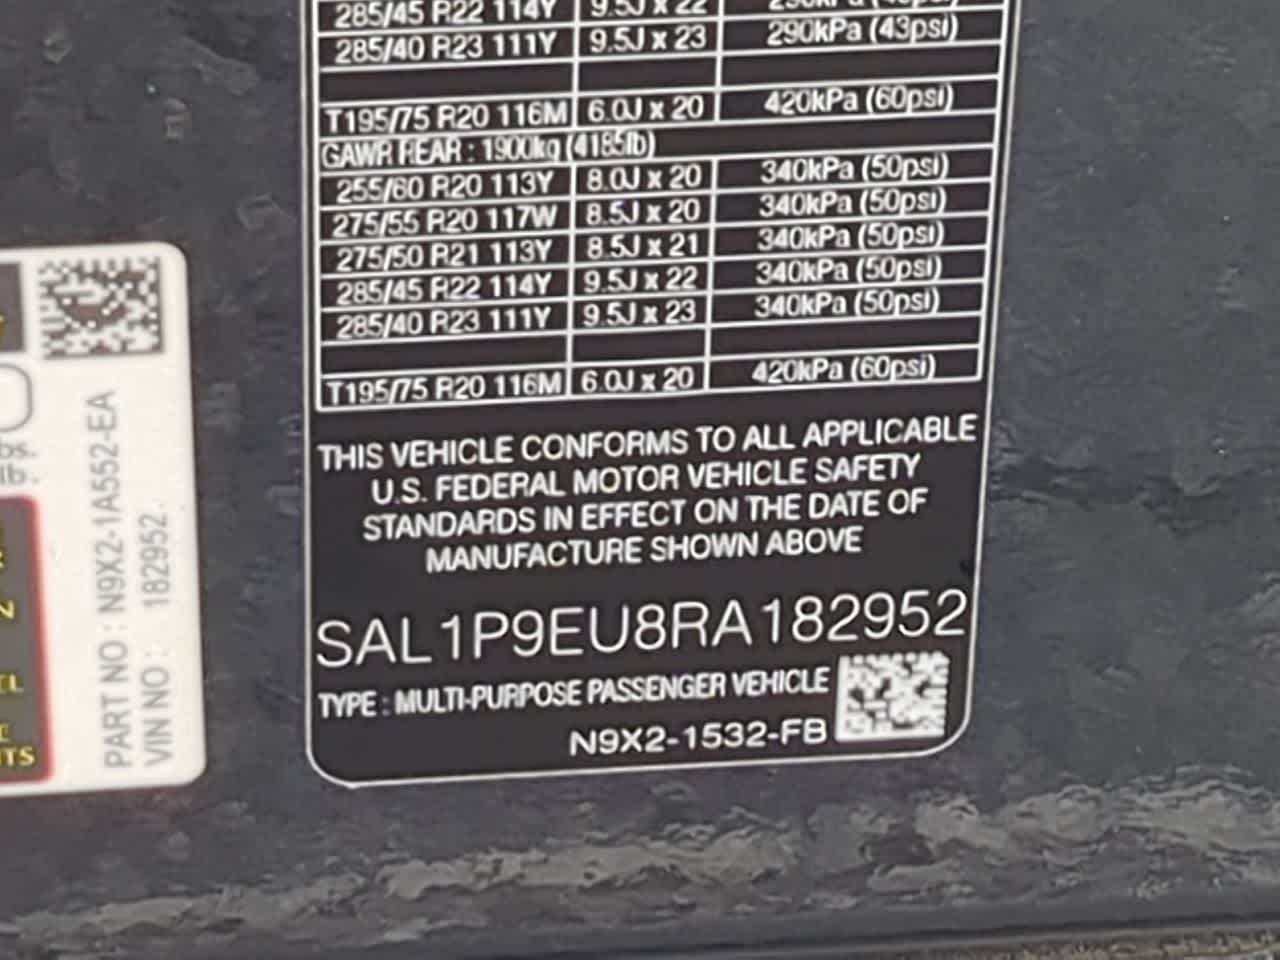 285/45 R22 114Y 9.5J x 22
285/40 R23 111Y 9.5J x 23 290kPa (43psi)
T195/75 R20 116M 6.0J x 20 420kPa (60psi)
GAWR REAR : 1900kg (4185lb)
255/60 R20 113Y 8.0J x 20 340kPa (50psi)
275/55 R20 117W 8.5J x 20 340kPa (50psi)
275/50 R21 113Y 8.5J x 21 340kPa (50psi)
285/45 R22 114Y 9.5J x 22 340kPa (50psi)
285/40 R23 111Y 9.5J x 23 340kPa (50psi)
T195/75 R20 116M 6.0J x 20 420kPa (60psi)
THIS VEHICLE CONFORMS TO ALL APPLICABLE
U.S. FEDERAL MOTOR VEHICLE SAFETY
STANDARDS IN EFFECT ON THE DATE OF
MANUFACTURE SHOWN ABOVE
SAL1P9EU8RA182952
TYPE : MULTI-PURPOSE PASSENGER VEHICLE
N9X2-1532-FB
PART NO : N9X2-1A552-EA
VIN NO : 182952